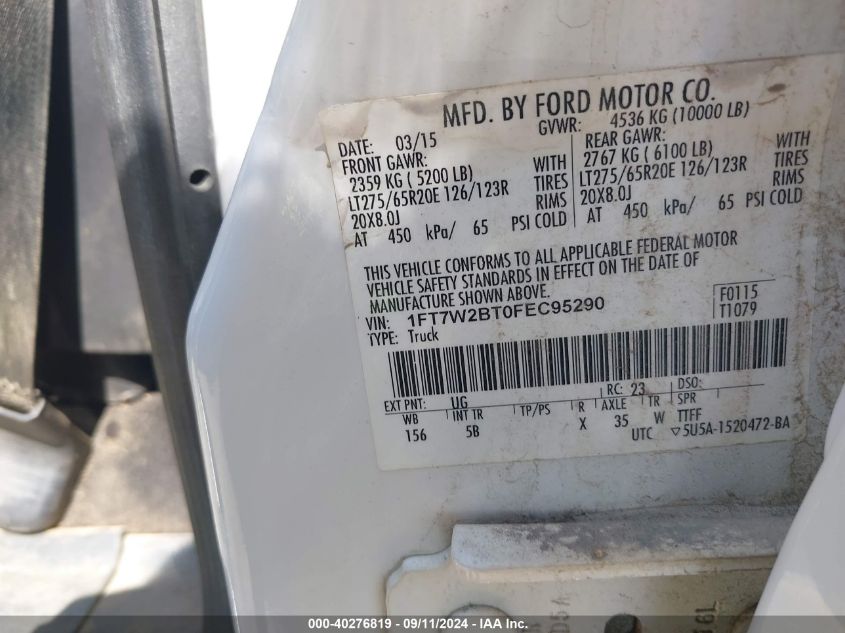 MFD. BY FORD MOTOR CO.
DATE: 03/15
GVWR: 4536 KG (10000 LB)
FRONT GAWR:
2359 KG ( 5200 LB) WITH
LT275/65R20E 126/123R TIRES
20X8.0J RIMS
AT 450 kPa/ 65 PSI COLD
REAR GAWR:
2767 KG ( 6100 LB) WITH
LT275/65R20E 126/123R TIRES
20X8.0J RIMS
AT 450 kPa/ 65 PSI COLD
THIS VEHICLE CONFORMS TO ALL APPLICABLE FEDERAL MOTOR
VEHICLE SAFETY STANDARDS IN EFFECT ON THE DATE OF
MANUFACTURE SHOWN ABOVE.
VIN: 1FT7W2BT0FEC95290
TYPE: Truck
F0115
T1079
EXT PNT: UG RC: 23 DSO:
WB INT TR TP/PS R AXLE TR SPR
156 5B X 35 W TTFF
UTC ▽5U5A-1520472-BA
000-40276819 - 09/11/2024 - IAA, Inc.